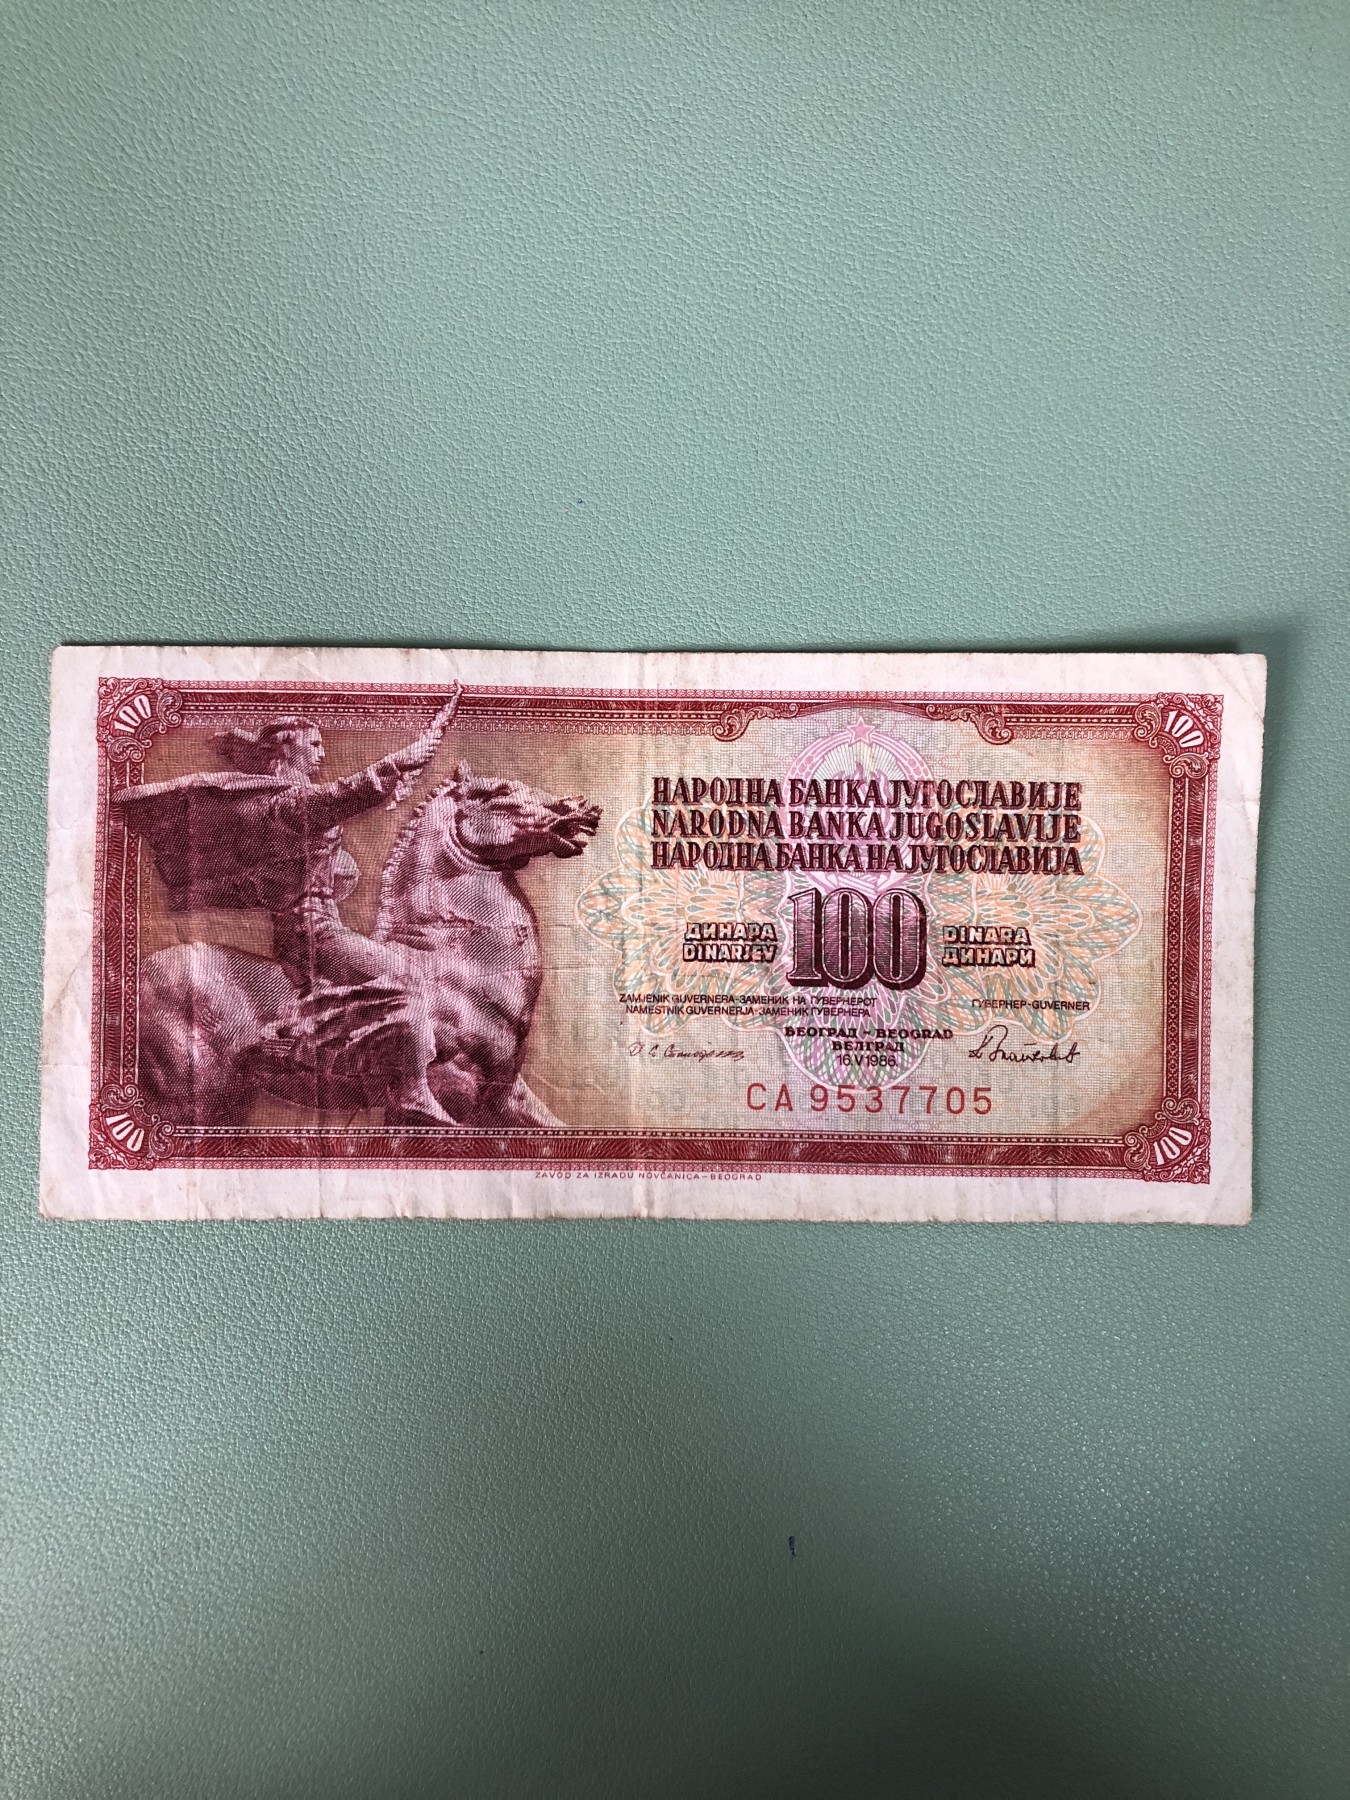 100 100
НАРОДНА БАНКА ЈУГОСЛАВИЈЕ
NARODNA BANKA JUGOSLAVIJE
НАРОДНА БАНКА НА ЈУГОСЛАВИЈА
ДИНАРА 100 DINARA
DINARJEV ДИНАРИ
ZAMJENIK GUVERNERA-ЗАМЕНИК НА ГУВЕРНЕРОТ ГУВЕРНЕР-GUVERNER
NAMESTNIK GUVERNERJA-ЗАМЕНИК ГУВЕРНЕРА
БЕОГРАД - BEOGRAD
БЕЛГРАД
16.V 1986
CA 9537705
100 100
ZAVOD ZA IZRADU NOVČANICA - BEOGRAD